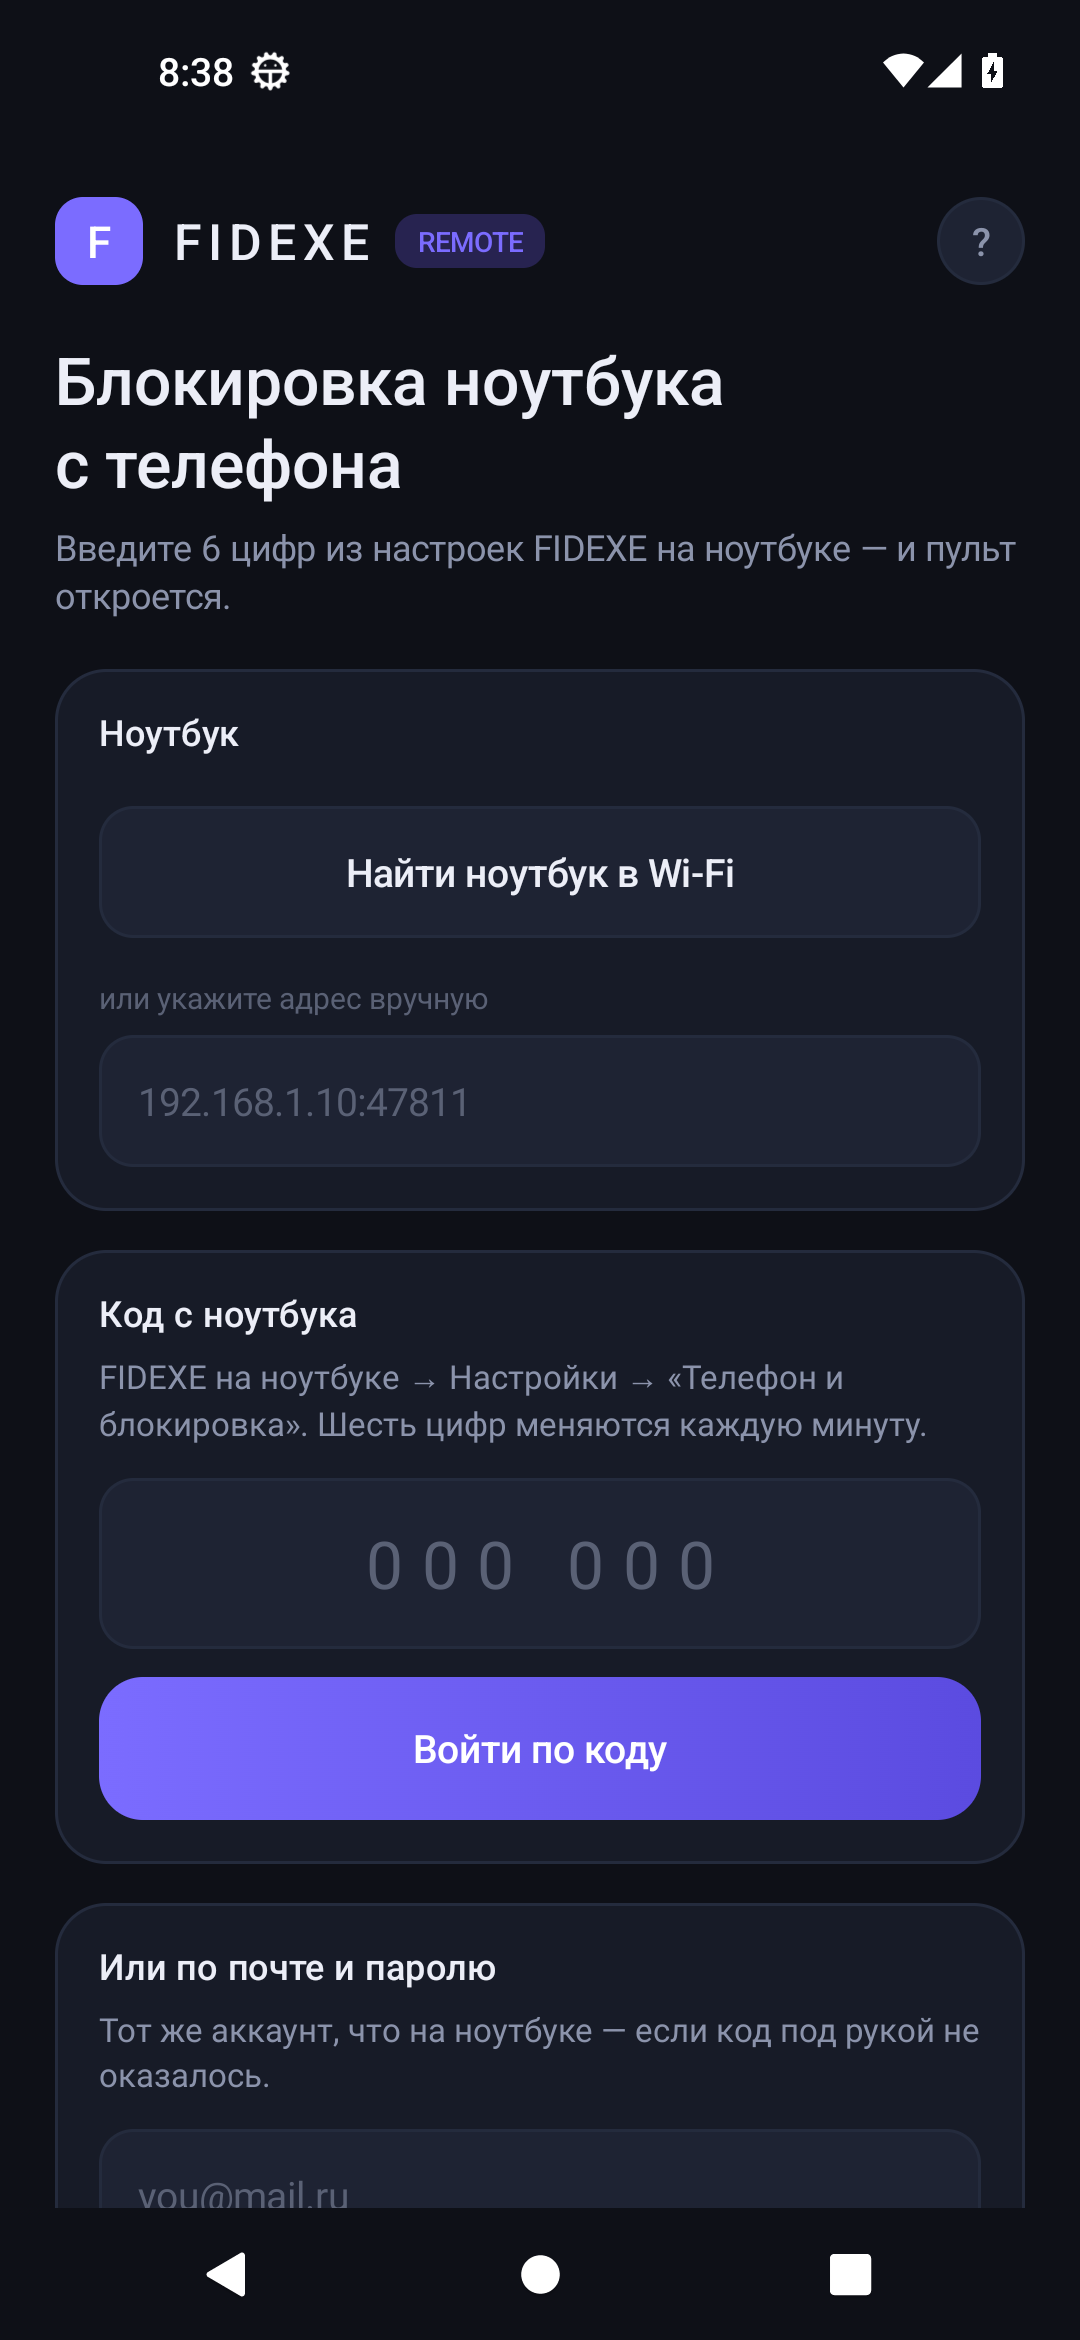 8:38
F FIDEXE REMOTE ?
Блокировка ноутбука
с телефона
Введите 6 цифр из настроек FIDEXE на ноутбуке — и пульт
откроется.
Ноутбук
Найти ноутбук в Wi-Fi
или укажите адрес вручную
192.168.1.10:47811
Код с ноутбука
FIDEXE на ноутбуке → Настройки → «Телефон и
блокировка». Шесть цифр меняются каждую минуту.
000 000
Войти по коду
Или по почте и паролю
Тот же аккаунт, что на ноутбуке — если код под рукой не
оказалось.
you@mail.ru